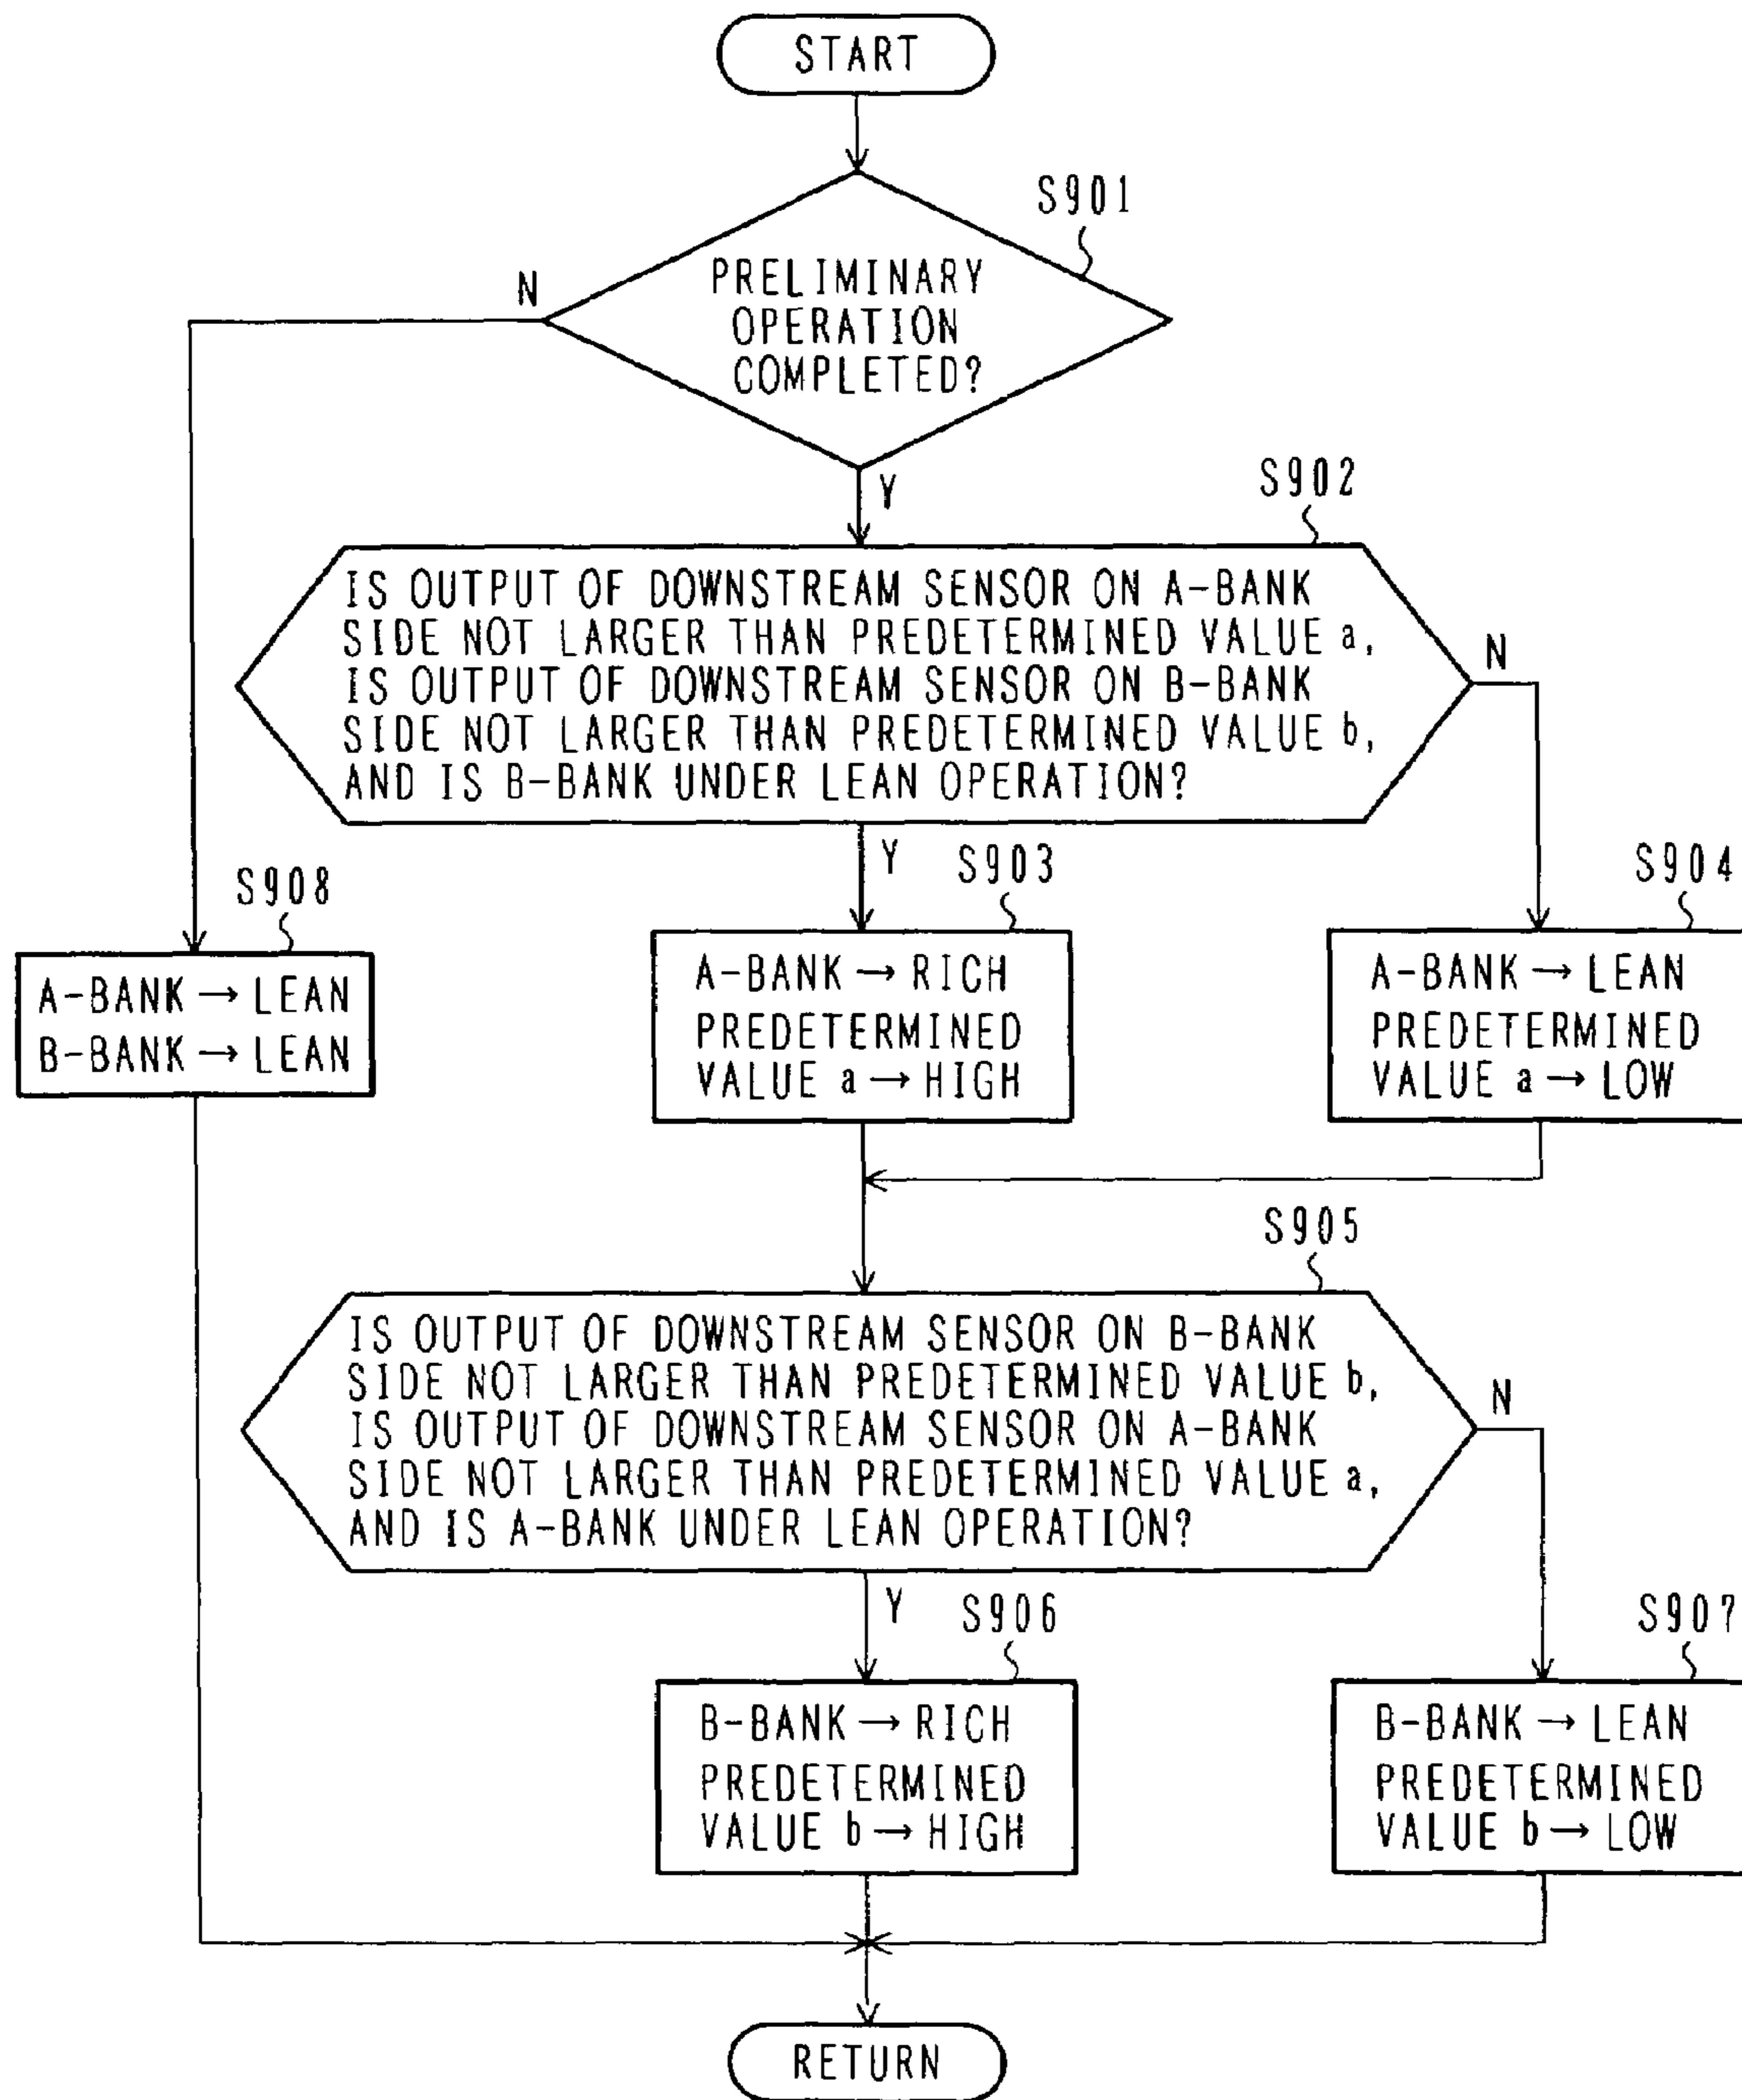 START
S901
N
PRELIMINARY
OPERATION
COMPLETED?
Y
S902
IS OUTPUT OF DOWNSTREAM SENSOR ON A-BANK
SIDE NOT LARGER THAN PREDETERMINED VALUE a,
IS OUTPUT OF DOWNSTREAM SENSOR ON B-BANK
SIDE NOT LARGER THAN PREDETERMINED VALUE b,
AND IS B-BANK UNDER LEAN OPERATION?
N
Y
S908
A-BANK → LEAN
B-BANK → LEAN
S903
A-BANK → RICH
PREDETERMINED
VALUE a → HIGH
S904
A-BANK → LEAN
PREDETERMINED
VALUE a → LOW
S905
IS OUTPUT OF DOWNSTREAM SENSOR ON B-BANK
SIDE NOT LARGER THAN PREDETERMINED VALUE b,
IS OUTPUT OF DOWNSTREAM SENSOR ON A-BANK
SIDE NOT LARGER THAN PREDETERMINED VALUE a,
AND IS A-BANK UNDER LEAN OPERATION?
N
Y
S906
B-BANK → RICH
PREDETERMINED
VALUE b → HIGH
S907
B-BANK → LEAN
PREDETERMINED
VALUE b → LOW
RETURN